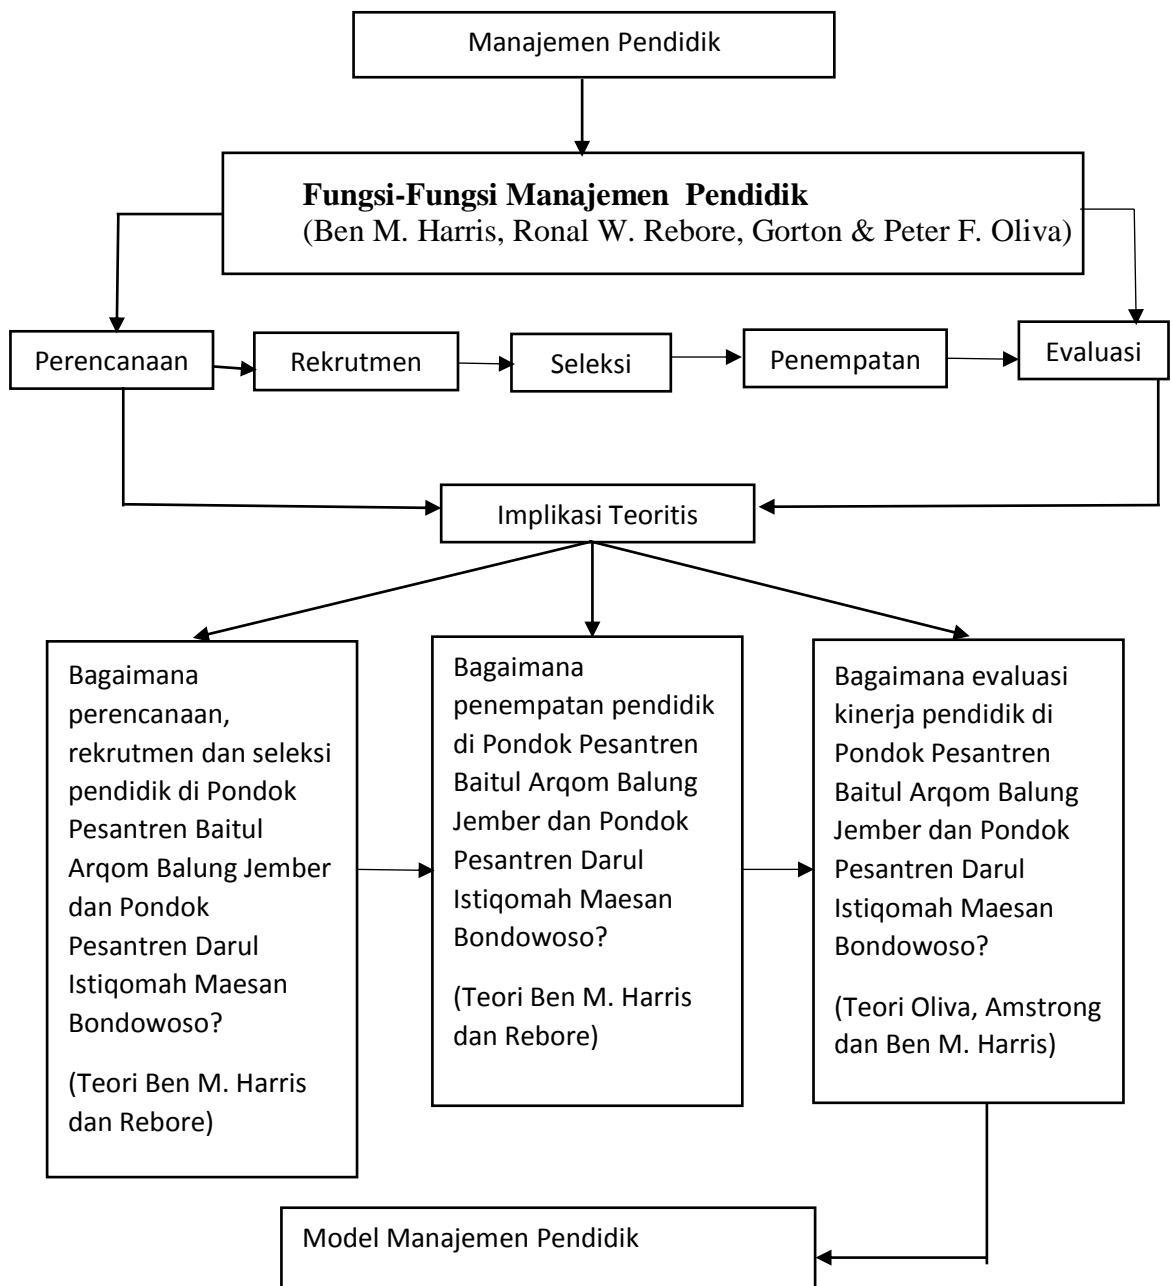 Manajemen Pendidik
Fungsi-Fungsi Manajemen Pendidik
(Ben M. Harris, Ronal W. Rebore, Gorton & Peter F. Oliva)
Perencanaan
Rekrutmen
Seleksi
Penempatan
Evaluasi
Implikasi Teoritis
Bagaimana
perencanaan,
rekrutmen dan seleksi
pendidik di Pondok
Pesantren Baitul
Arqom Balung Jember
dan Pondok
Pesantren Darul
Istiqomah Maesan
Bondowoso?
(Teori Ben M. Harris
dan Rebore)
Bagaimana
penempatan pendidik
di Pondok Pesantren
Baitul Arqom Balung
Jember dan Pondok
Pesantren Darul
Istiqomah Maesan
Bondowoso?
(Teori Ben M. Harris
dan Rebore)
Bagaimana evaluasi
kinerja pendidik di
Pondok Pesantren
Baitul Arqom Balung
Jember dan Pondok
Pesantren Darul
Istiqomah Maesan
Bondowoso?
(Teori Oliva, Amstrong
dan Ben M. Harris)
Model Manajemen Pendidik